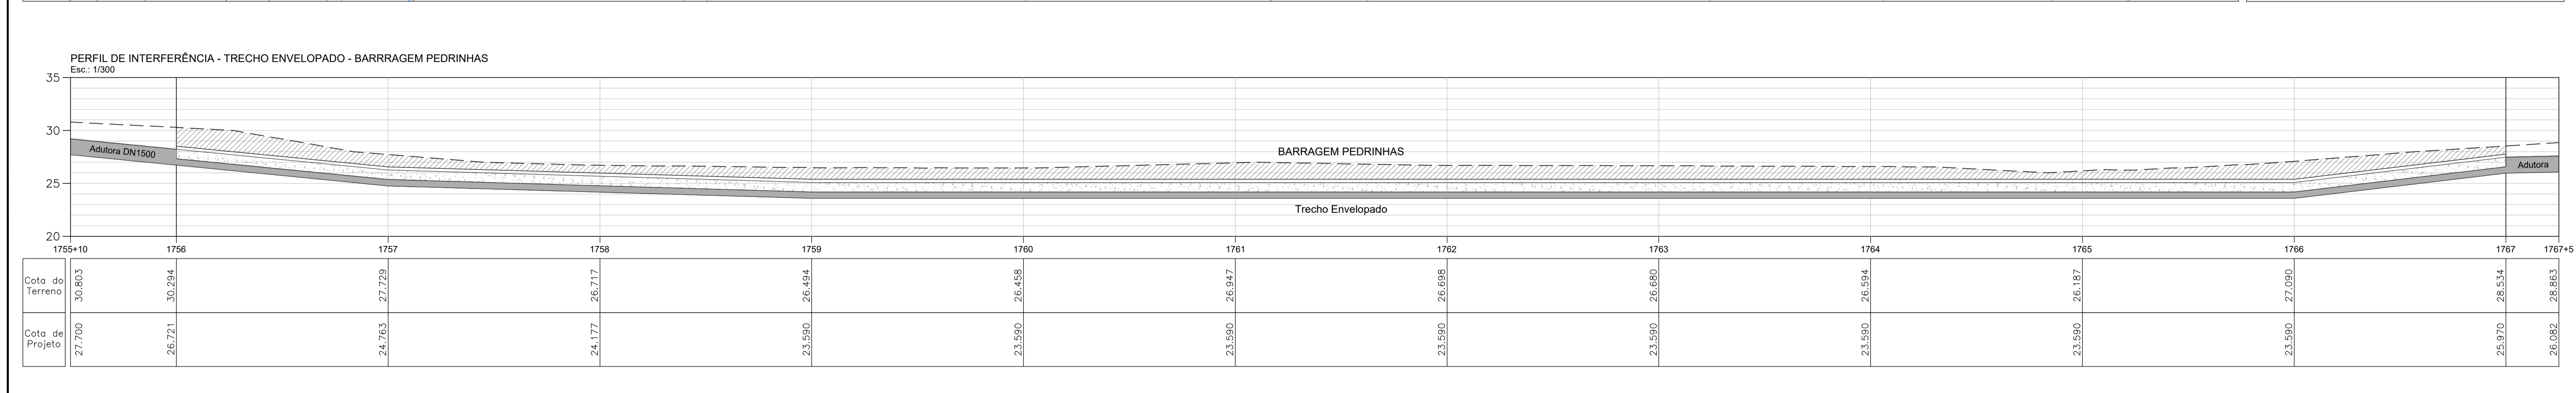 PERFIL DE INTERFERÊNCIA - TRECHO ENVELOPADO - BARRRAGEM PEDRINHAS
Esc.: 1/300
35
30
25
20
Adutora DN1500
BARRAGEM PEDRINHAS
Adutora
Trecho Envelopado
1755+10 1756 1757 1758 1759 1760 1761 1762 1763 1764 1765 1766 1767 1767+5
Cota do
Terreno
30.803 30.294 27.729 26.717 26.494 26.458 26.947 26.698 26.680 26.594 26.187 27.090 28.534 28.863
Cota de
Projeto
27.700 26.721 24.763 24.177 23.590 23.590 23.590 23.590 23.590 23.590 23.590 23.590 25.970 26.082